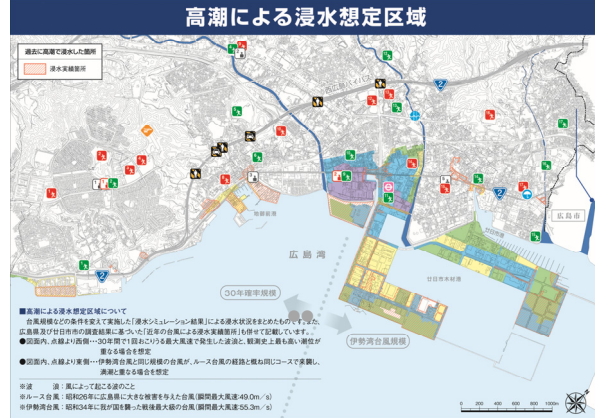 高潮による浸水想定区域
過去に高潮で浸水した箇所
浸水実績箇所
西広島バイパス
2
2
2
広島市
地御前港
広島湾
廿日市港
廿日市木材港
30年確率規模
伊勢湾台風規模
■高潮による浸水想定区域について
台風規模などの条件を変えて実施した「浸水シミュレーション結果」による浸水状況をまとめたものです。また、
広島県及び廿日市市の調査結果に基づいた「近年の台風による浸水実績箇所」も併せて記載しています。
●図面内、点線より西側…30年間で1回おこりうる最大風速で発生した波浪と、観測史上最も高い潮位が
重なる場合を想定
●図面内、点線より東側…伊勢湾台風と同じ規模の台風が、ルース台風の経路と概ね同じコースで来襲し、
満潮と重なる場合を想定
※波　　浪：風によって起こる波のこと
※ルース台風：昭和26年に広島県に大きな被害を与えた台風(瞬間最大風速:49.0m/s)
※伊勢湾台風：昭和34年に我が国を襲った戦後最大級の台風(瞬間最大風速:55.3m/s)
0 200 400 600 800 1000m